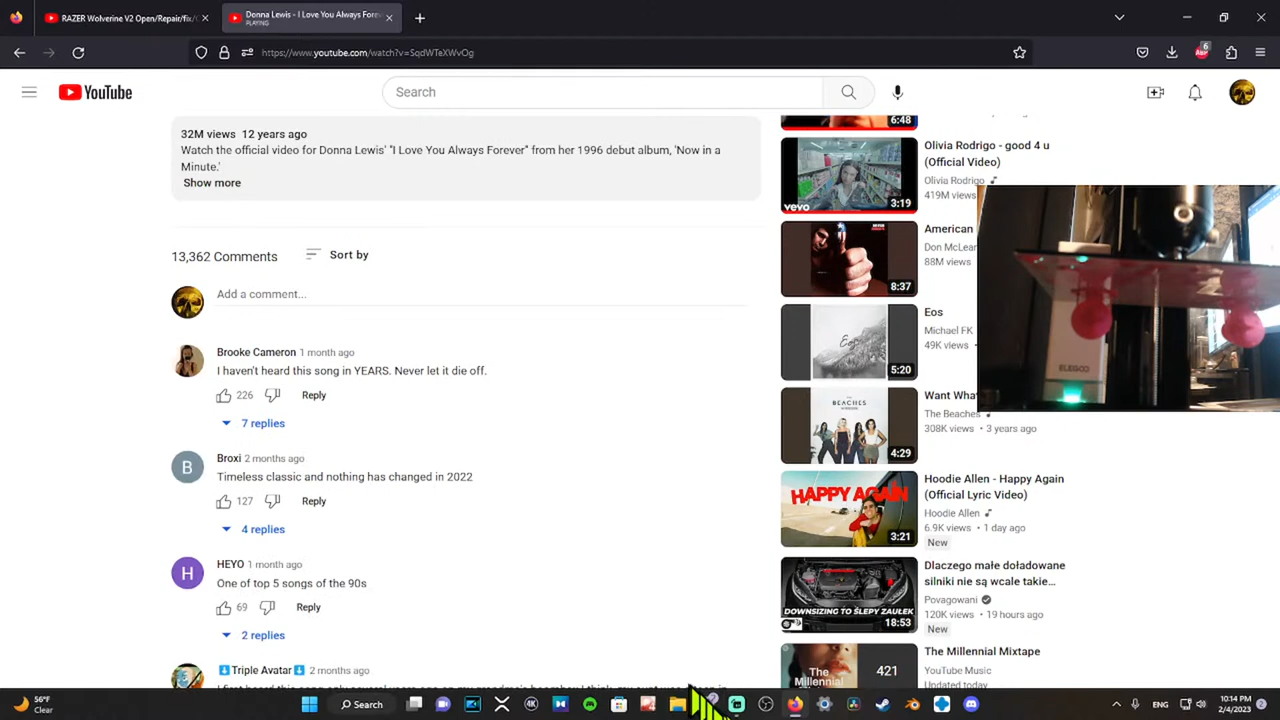 RAZER Wolverine V2 Open/Repair/fix/
Donna Lewis - I Love You Always Fore
PLAYING
https://www.youtube.com/watch?v=SqdWTeXWvOg
6
YouTube
Search
32M views 12 years ago
Watch the official video for Donna Lewis' "I Love You Always Forever" from her 1996 debut album, 'Now in a
Minute.'
Show more
13,362 Comments
Sort by
Add a comment...
Brooke Cameron 1 month ago
I haven't heard this song in YEARS. Never let it die off.
226
Reply
7 replies
B
Broxi 2 months ago
Timeless classic and nothing has changed in 2022
127
Reply
4 replies
H
HEYO 1 month ago
One of top 5 songs of the 90s
69
Reply
2 replies
Triple Avatar 2 months ago
6:48
vevo
3:19
Olivia Rodrigo - good 4 u
(Official Video)
Olivia Rodrigo
419M views
8:37
American
Don McLean
88M views
5:20
Eos
Michael FK
49K views
THE
BEACHES
4:29
Want What
The Beaches
308K views • 3 years ago
HAPPY AGAIN
3:21
Hoodie Allen - Happy Again
(Official Lyric Video)
Hoodie Allen
6.9K views • 1 day ago
New
DOWNSIZING TO ŚLEPY ZAUŁEK
18:53
Dlaczego małe doładowane
silniki nie są wcale takie...
Povagowani
120K views • 19 hours ago
New
The
Millennial
421
The Millennial Mixtape
YouTube Music
Updated today
ELEGOO
56°F
Clear
Search
ENG
10:14 PM
2/4/2023